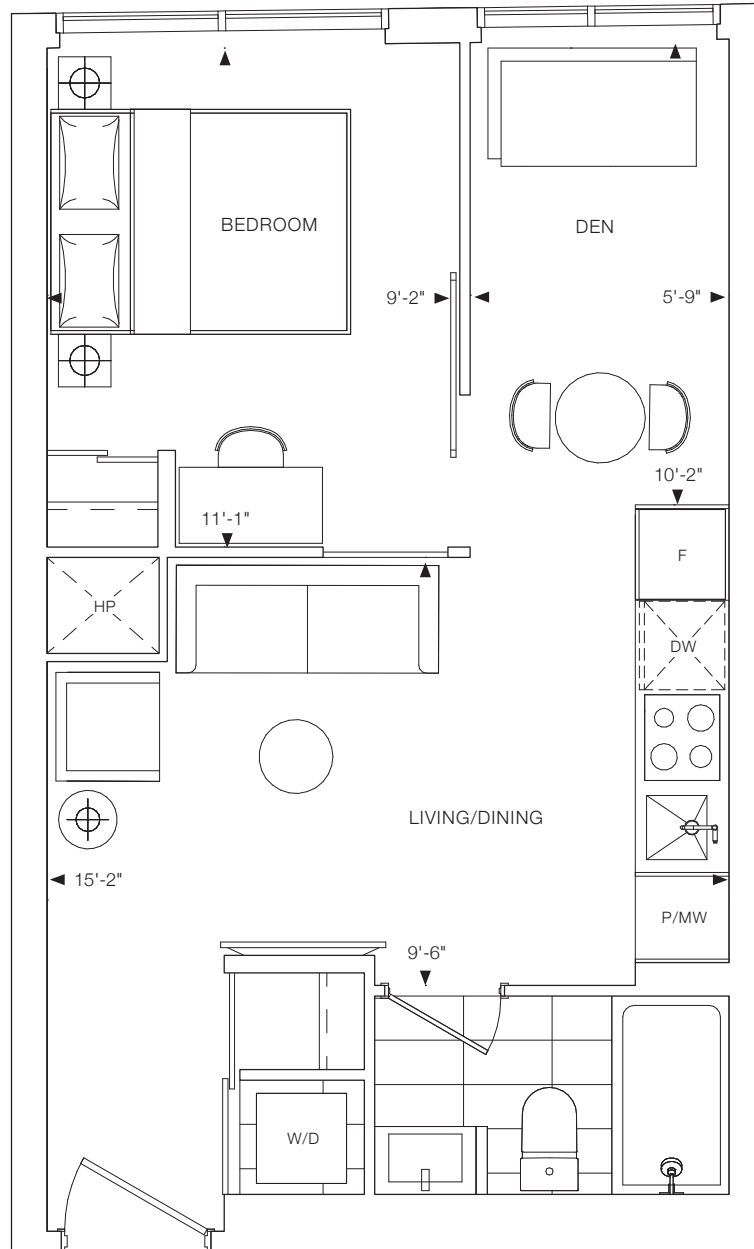 BEDROOM
DEN
9'-2"
5'-9"
10'-2"
11'-1"
F
HP
DW
LIVING/DINING
15'-2"
P/MW
9'-6"
W/D